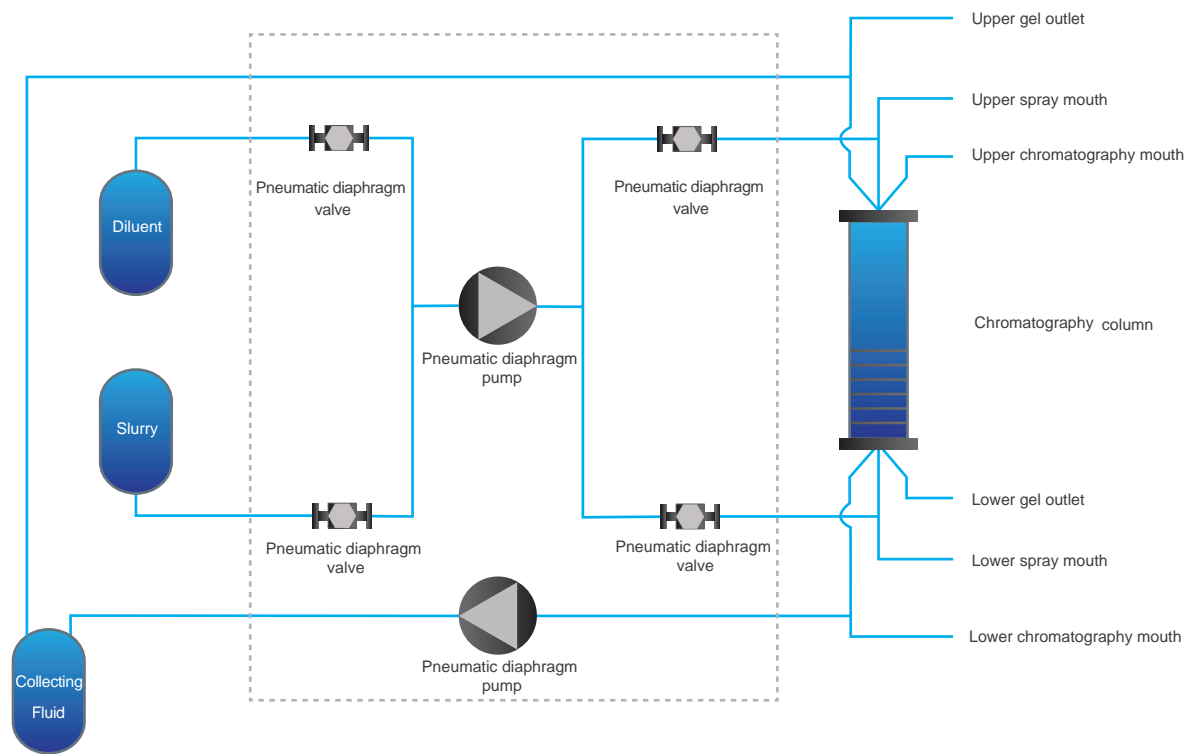 Upper gel outlet
Upper spray mouth
Upper chromatography mouth
Pneumatic diaphragm
valve
Pneumatic diaphragm
valve
Diluent
Chromatography column
Pneumatic diaphragm
pump
Slurry
Lower gel outlet
Pneumatic diaphragm
valve
Pneumatic diaphragm
valve
Lower spray mouth
Lower chromatography mouth
Pneumatic diaphragm
pump
Collecting
Fluid